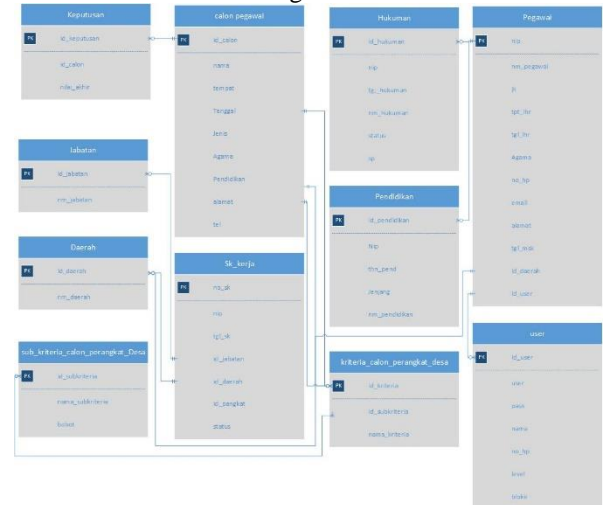 Keputusan
PK id_keputusan
id_calon
nilai_akhir
calon pegawai
PK id_calon
nama
tempat
Tanggal
Jenis
Agama
Pendidikan
alamat
tel
Hukuman
PK id_hukuman
nip
tgl_hukuman
nm_hukuman
status
Pegawai
PK nip
nm_pegawai
jk
tpt_lhr
tgl_lhr
Agama
no_hp
email
alamat
tgl_msk
id_daerah
id_user
Jabatan
PK id_jabatan
nm_jabatan
Pendidikan
PK id_pendidikan
thn_pend
Jenjang
nm_pendidikan
Daerah
PK id_daerah
nm_daerah
Sk_kerja
PK no_sk
tgl_sk
id_jabatan
id_daerah
id_pangkat
status
sub_kriteria_calon_perangkat_Desa
PK id_subkriteria
nama_subkriteria
bobot
kriteria_calon_perangkat_desa
PK id_kriteria
id_subkriteria
nama_kriteria
user
PK id_user
user
pass
nama
no_hp
level
blokir